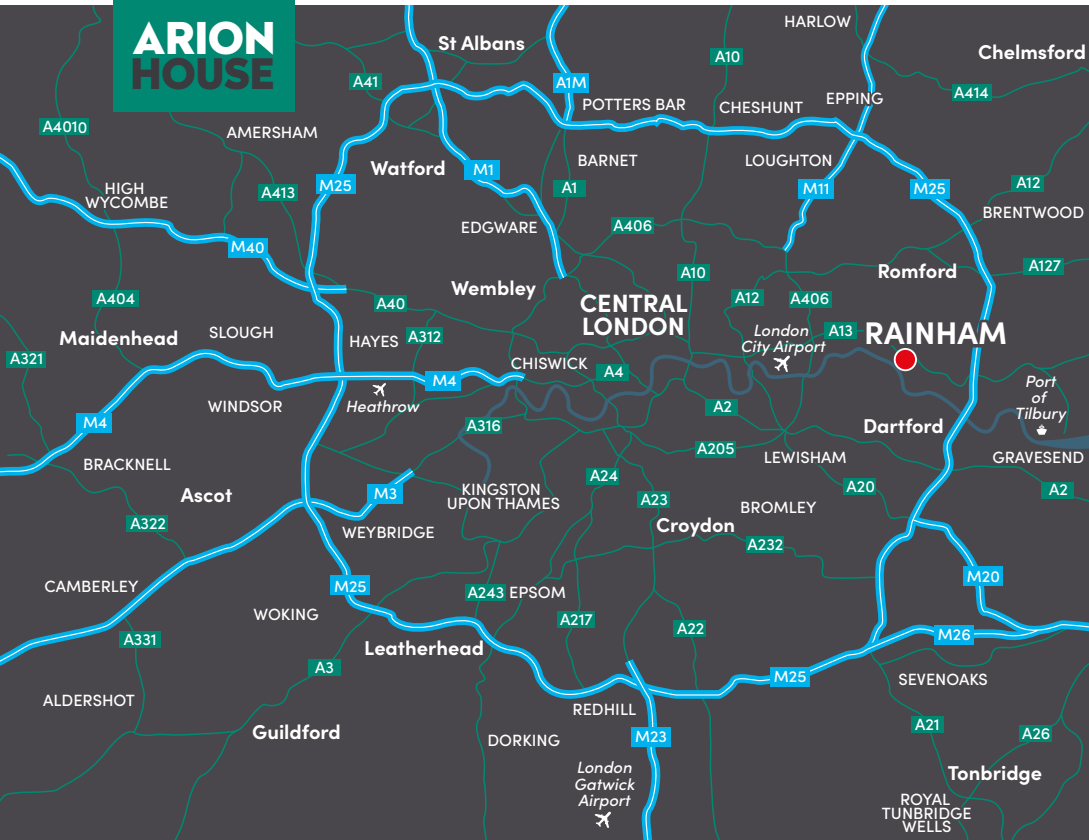 ARION
HOUSE
HARLOW
St Albans
Chelmsford
A10
A41
A1M
A414
POTTERS BAR
CHESHUNT
EPPING
A4010
AMERSHAM
Watford
M1
BARNET
LOUGHTON
M25
A413
A1
M11
M25
A12
HIGH
WYCOMBE
BRENTWOOD
EDGWARE
A406
M40
A10
Romford
A127
Wembley
A404
A40
CENTRAL
LONDON
A12
A406
Maidenhead
SLOUGH
HAYES
A312
London
City Airport
A13
RAINHAM
A321
CHISWICK
A4
M4
Heathrow
WINDSOR
A2
Port
of
Tilbury
M4
A316
Dartford
A205
LEWISHAM
GRAVESEND
BRACKNELL
A24
A20
A2
Ascot
M3
KINGSTON
UPON THAMES
A23
BROMLEY
A322
WEYBRIDGE
Croydon
A232
CAMBERLEY
M25
A243
EPSOM
M20
WOKING
A217
A22
A331
Leatherhead
M26
A3
M25
SEVENOAKS
ALDERSHOT
REDHILL
Guildford
DORKING
M23
A21
A26
London
Gatwick
Airport
Tonbridge
ROYAL
TUNBRIDGE
WELLS